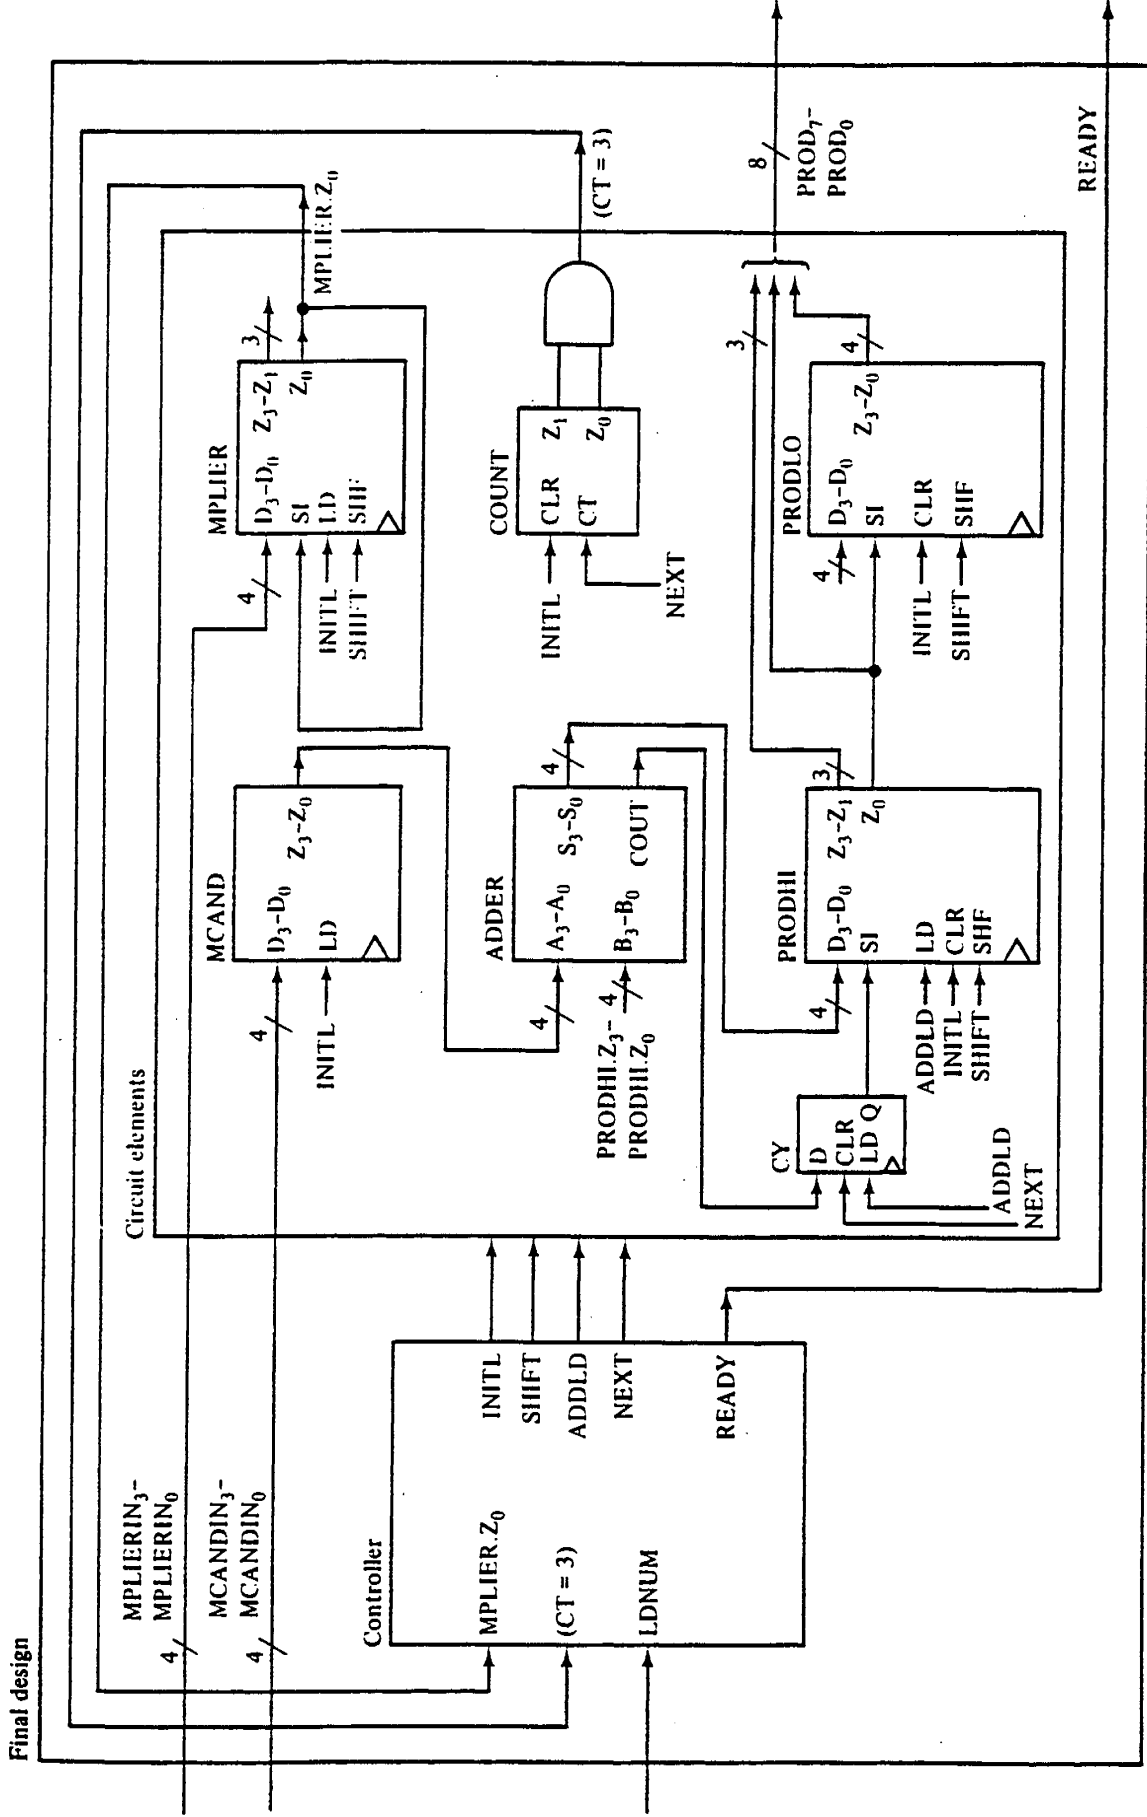 Final design
MPLIERIN₃–
MPLIERIN₀
4
MCANDIN₃–
MCANDIN₀
4
Controller
MPLIER.Z₀
(CT = 3)
LDNUM
INITL
SHIFT
ADDLD
NEXT
READY
Circuit elements
MCAND
4
D₃–D₀
Z₃–Z₀
INITL
LD
MPLIER
4
D₃–D₀
Z₃–Z₁
3
SI
Z₀
INITL
LD
SHIFT
SHF
MPLIER.Z₀
ADDER
4
A₃–A₀
S₃–S₀
4
PRODHI.Z₃–
PRODHI.Z₀
4
B₃–B₀
COUT
COUNT
INITL
CLR
Z₁
CT
Z₀
NEXT
(CT = 3)
CY
D
CLR
LD
Q
ADDLD
NEXT
PRODHI
4
D₃–D₀
Z₃–Z₁
3
SI
Z₀
ADDLD
LD
INITL
CLR
SHIFT
SHF
PRODLO
4
D₃–D₀
Z₃–Z₀
4
SI
INITL
CLR
SHIFT
SHF
3
8
PROD₇–
PROD₀
READY